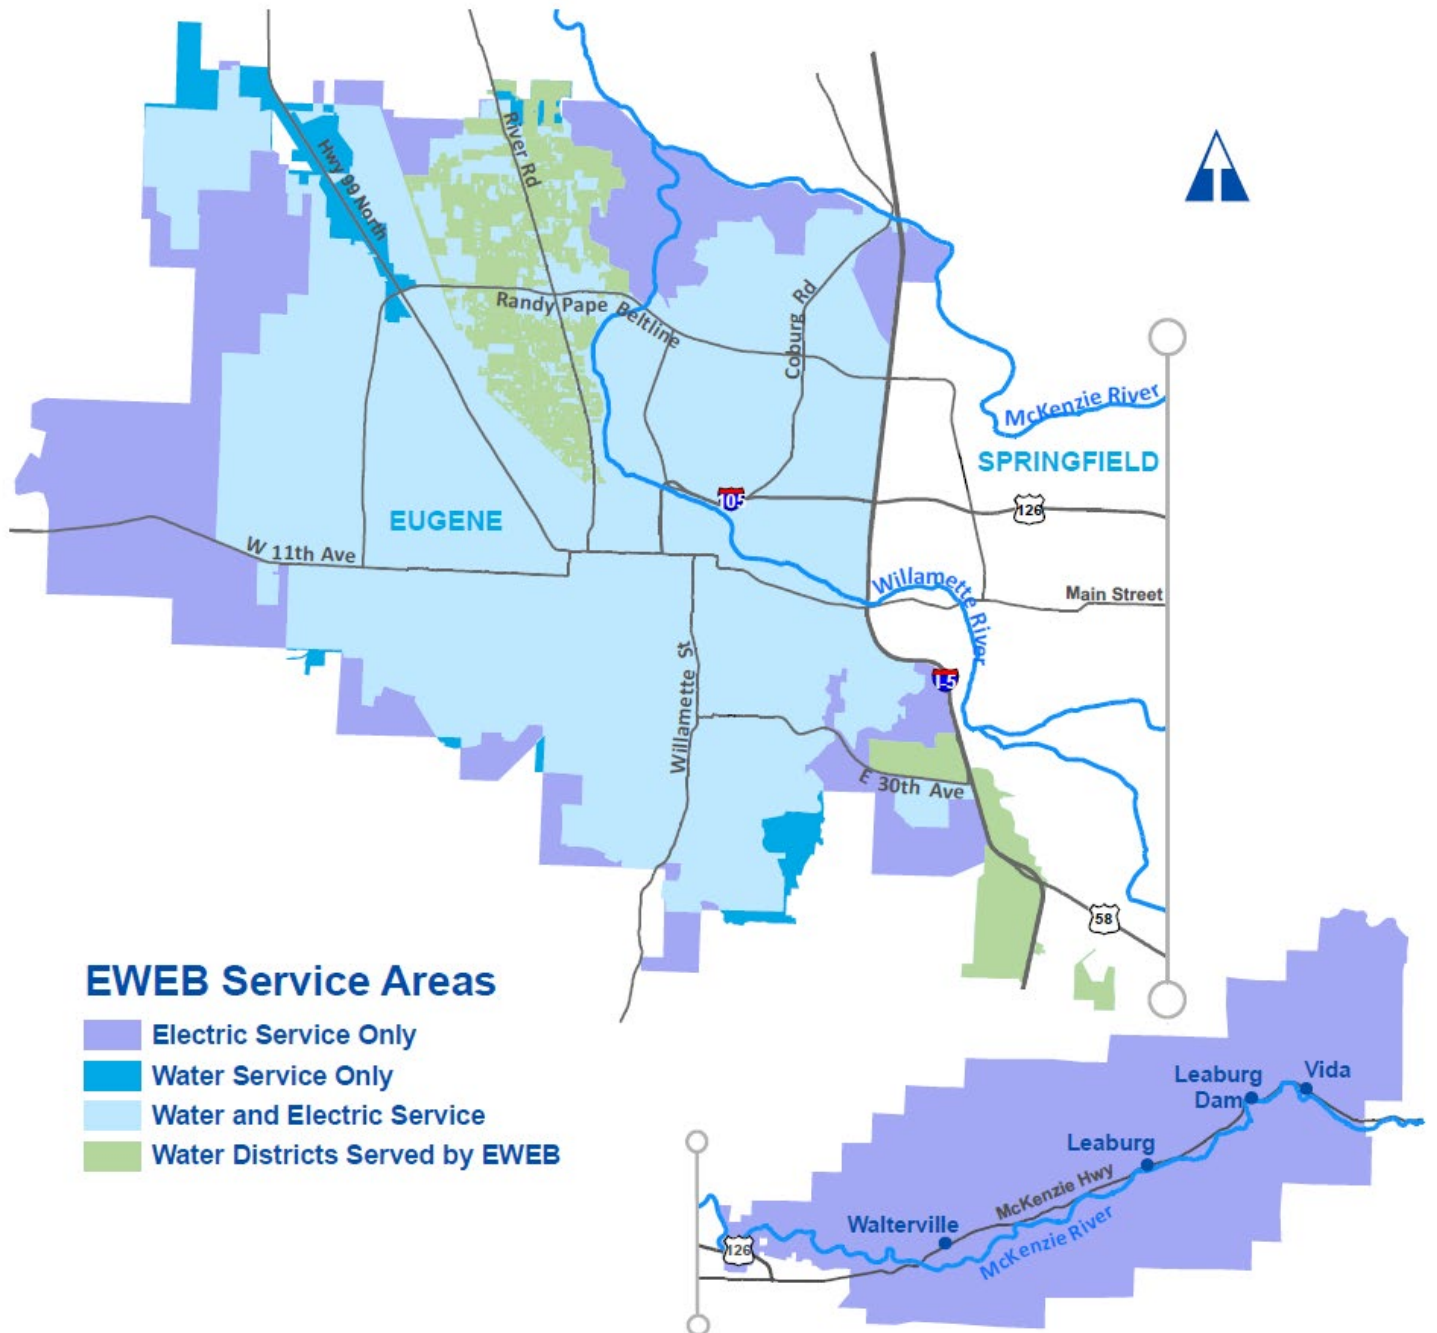 Hwy 99 North
River Rd
Randy Pape Beltline
Coburg Rd
McKenzie River
SPRINGFIELD
105
126
EUGENE
W 11th Ave
Willamette River
Main Street
I-5
Willamette St
E 30th Ave
58
EWEB Service Areas
Electric Service Only
Water Service Only
Water and Electric Service
Water Districts Served by EWEB
Leaburg
Dam
Vida
Leaburg
McKenzie Hwy
Walterville
McKenzie River
126